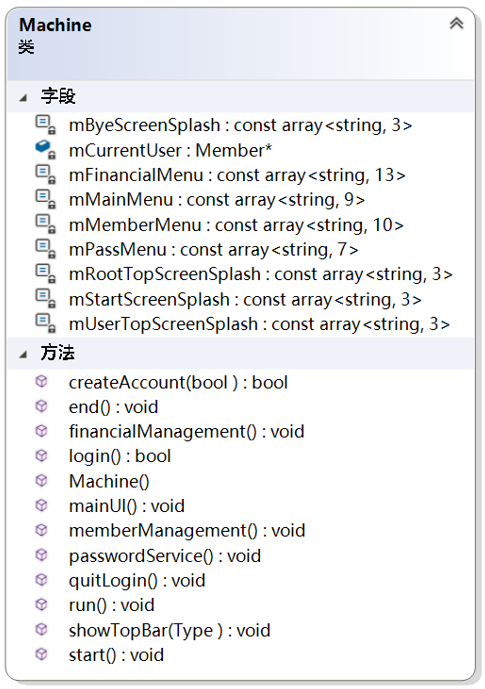 Machine
类
字段
mByeScreenSplash : const array<string, 3>
mCurrentUser : Member*
mFinancialMenu : const array<string, 13>
mMainMenu : const array<string, 9>
mMemberMenu : const array<string, 10>
mPassMenu : const array<string, 7>
mRootTopScreenSplash : const array<string, 3>
mStartScreenSplash : const array<string, 3>
mUserTopScreenSplash : const array<string, 3>
方法
createAccount(bool ) : bool
end() : void
financialManagement() : void
login() : bool
Machine()
mainUI() : void
memberManagement() : void
passwordService() : void
quitLogin() : void
run() : void
showTopBar(Type ) : void
start() : void